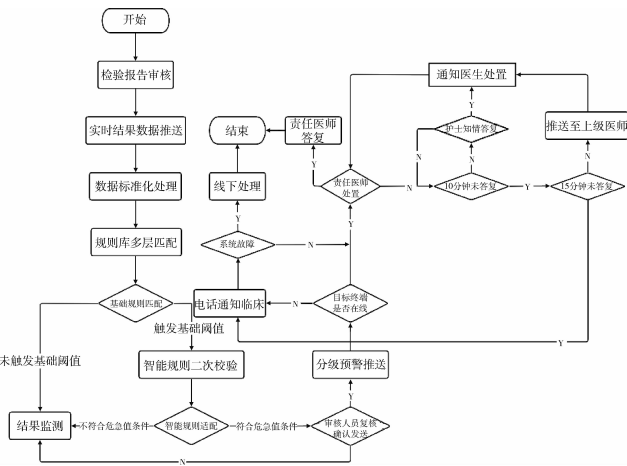 开始
检验报告审核
实时结果数据推送
数据标准化处理
规则库多层匹配
基础规则匹配
未触发基础阈值
触发基础阈值
智能规则二次校验
智能规则适配
不符合危急值条件
符合危急值条件
结果监测
N
审核人员复核
确认发送
Y
分级预警推送
目标终端
是否在线
N
电话通知临床
Y
系统故障
N
Y
线下处理
结束
责任医师
答复
Y
责任医师
处置
Y
N
通知医生处置
Y
护士知情答复
N
N
10分钟未答复
Y
15分钟未答复
N
推送至上级医师
Y